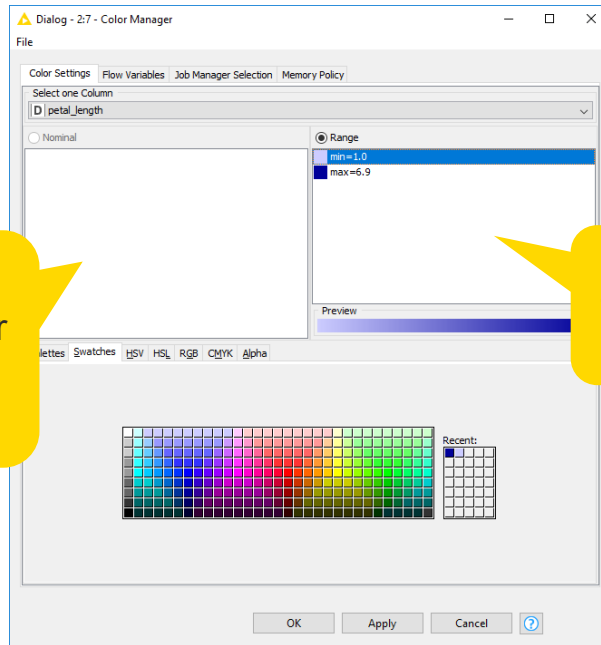 Dialog - 2:7 - Color Manager
File
Color Settings Flow Variables Job Manager Selection Memory Policy
Select one Column
D petal_length
Nominal
Range
min=1.0
max=6.9
Preview
Swatches HSV HSL RGB CMYK Alpha
Recent:
OK Apply Cancel ?